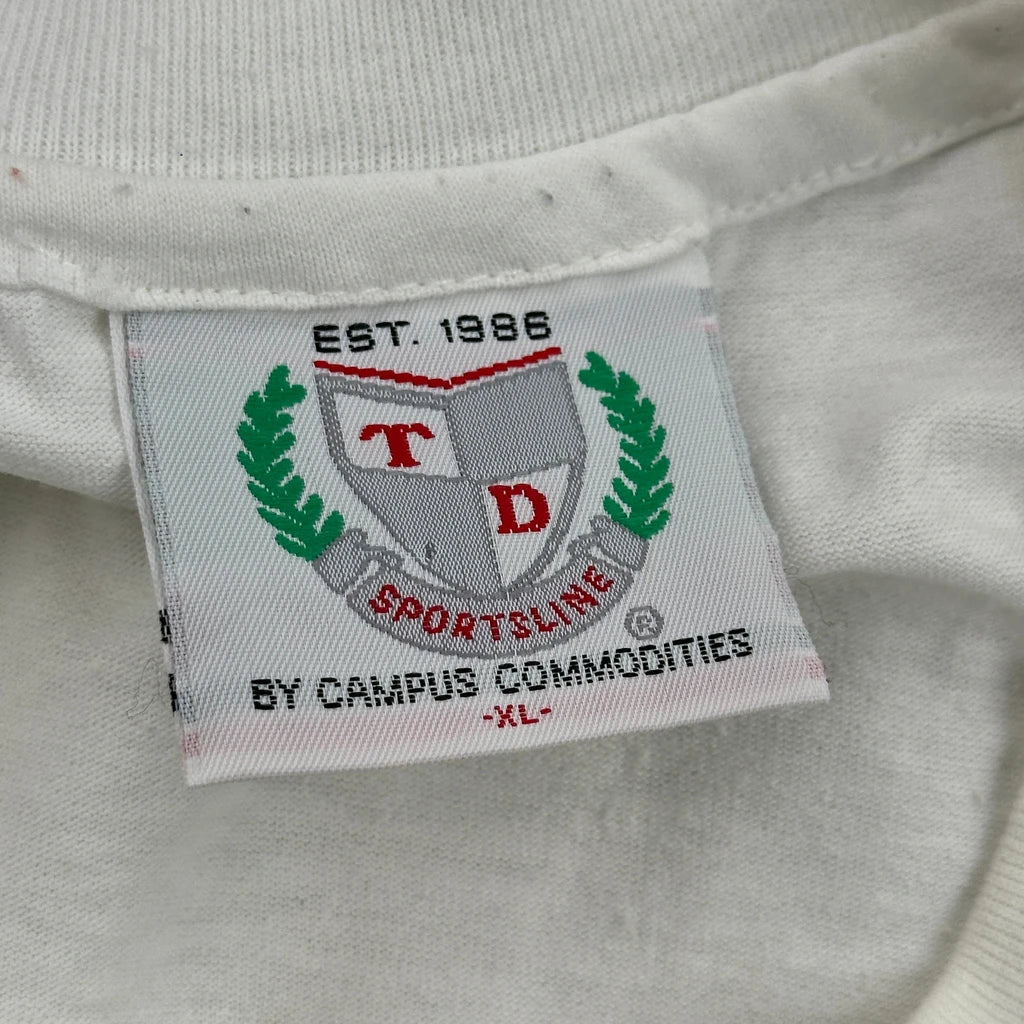 EST. 1986
T
D
SPORTSLINE ®
BY CAMPUS COMMODITIES
-XL-